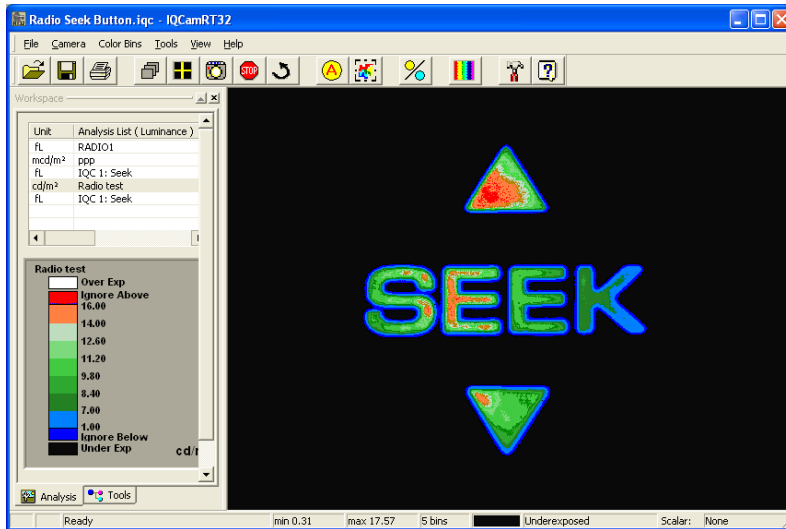 Radio Seek Button.iqc - IQCamRT32
File Camera Color Bins Tools View Help
STOP A
Workspace
Unit Analysis List ( Luminance )
fL RADIO1
mcd/m² ppp
fL IQC 1: Seek
cd/m² Radio test
fL IQC 1: Seek
Radio test
Over Exp
Ignore Above
16.00
14.00
12.60
11.20
9.80
8.40
7.00
1.00
Ignore Below
Under Exp
SEEK
Analysis Tools
Ready min 0.31 max 17.57 5 bins Underexposed Scalar: None